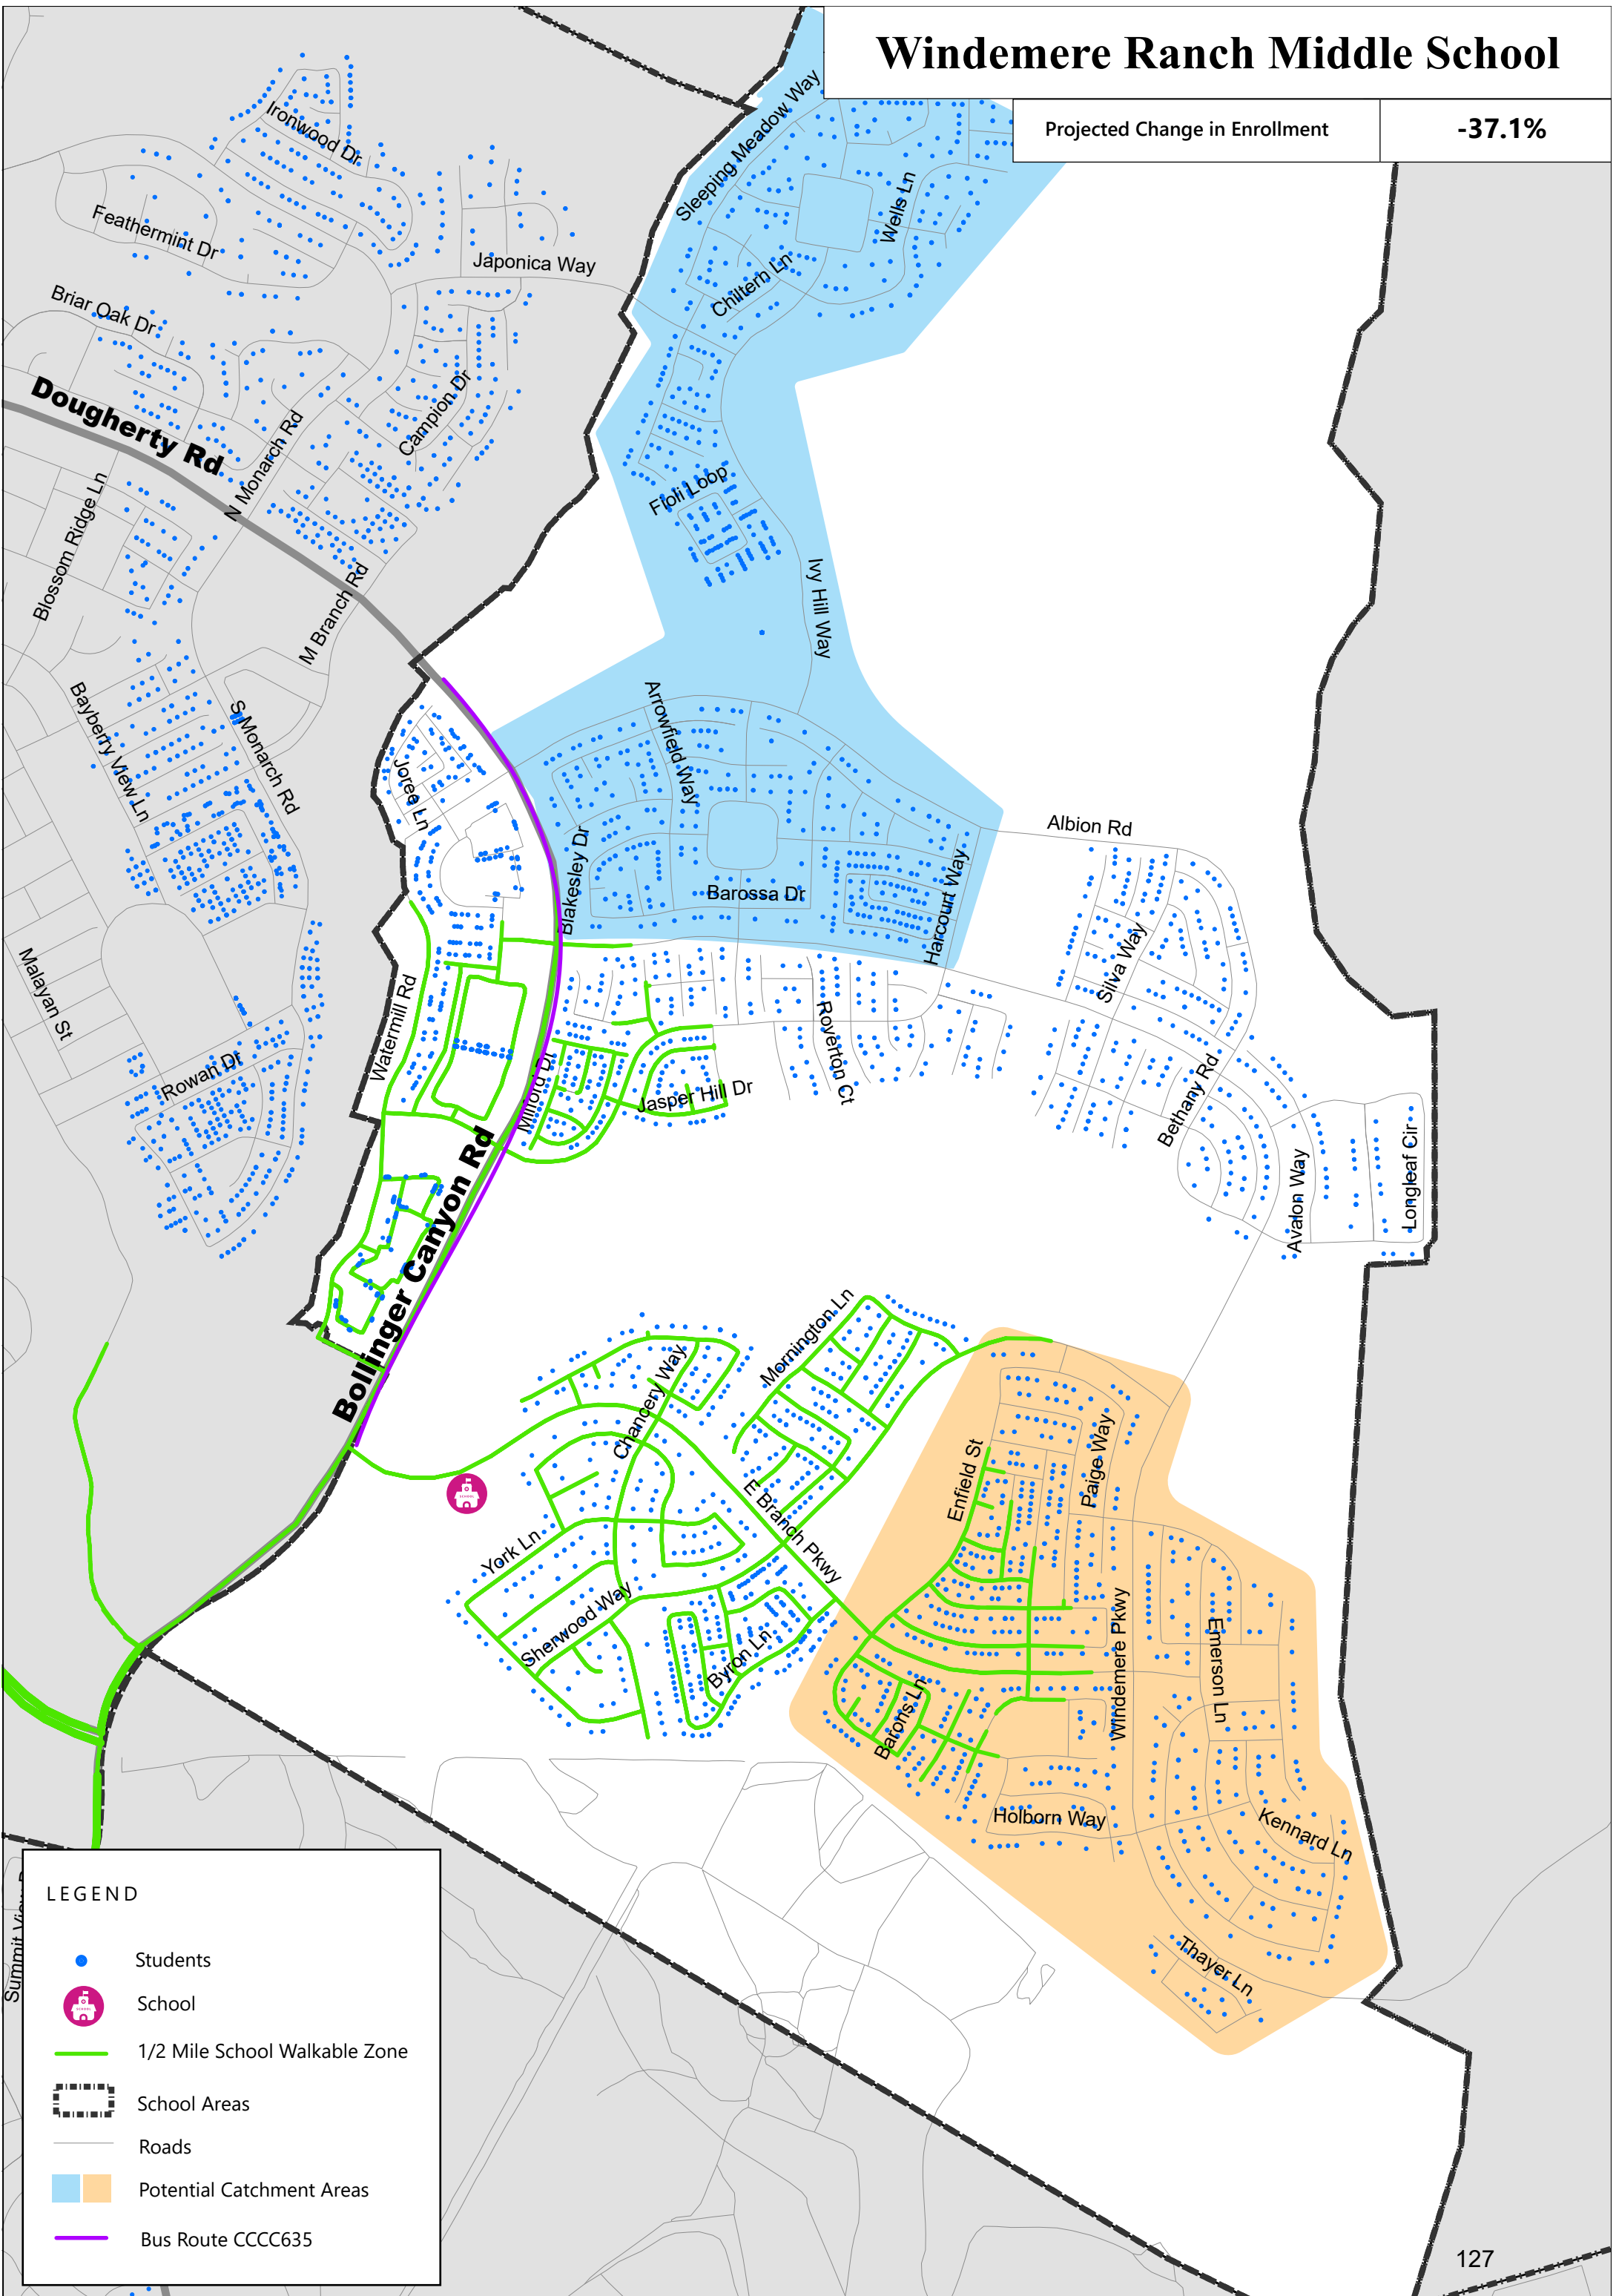 Windemere Ranch Middle School
Projected Change in Enrollment
-37.1%
Sleeping Meadow Way
Ironwood Dr
Wells Ln
Feathermint Dr
Japonica Way
Chiltern Ln
Briar Oak Dr
Dougherty Rd
Campion Dr
N Monarch Rd
Fioli Loop
Blossom Ridge Ln
M Branch Rd
Ivy Hill Way
Bayberry View Ln
S Monarch Rd
Arrowfield Way
Joree Ln
Albion Rd
Blakesley Dr
Barossa Dr
Harcourt Way
Silva Way
Malayan St
Watermill Rd
Roverton Ct
Rowan Dr
Milford Dr
Jasper Hill Dr
Bethany Rd
Avalon Way
Longleaf Cir
Bollinger Canyon Rd
Mornington Ln
Chancery Way
Enfield St
Paige Way
E Branch Pkwy
SCHOOL
York Ln
Sherwood Way
Byron Ln
Windemere Pkwy
Emerson Ln
Barons Ln
Holborn Way
Kennard Ln
Thayer Ln
Summit View
LEGEND
Students
SCHOOL
School
1/2 Mile School Walkable Zone
School Areas
Roads
Potential Catchment Areas
Bus Route CCCC635
127